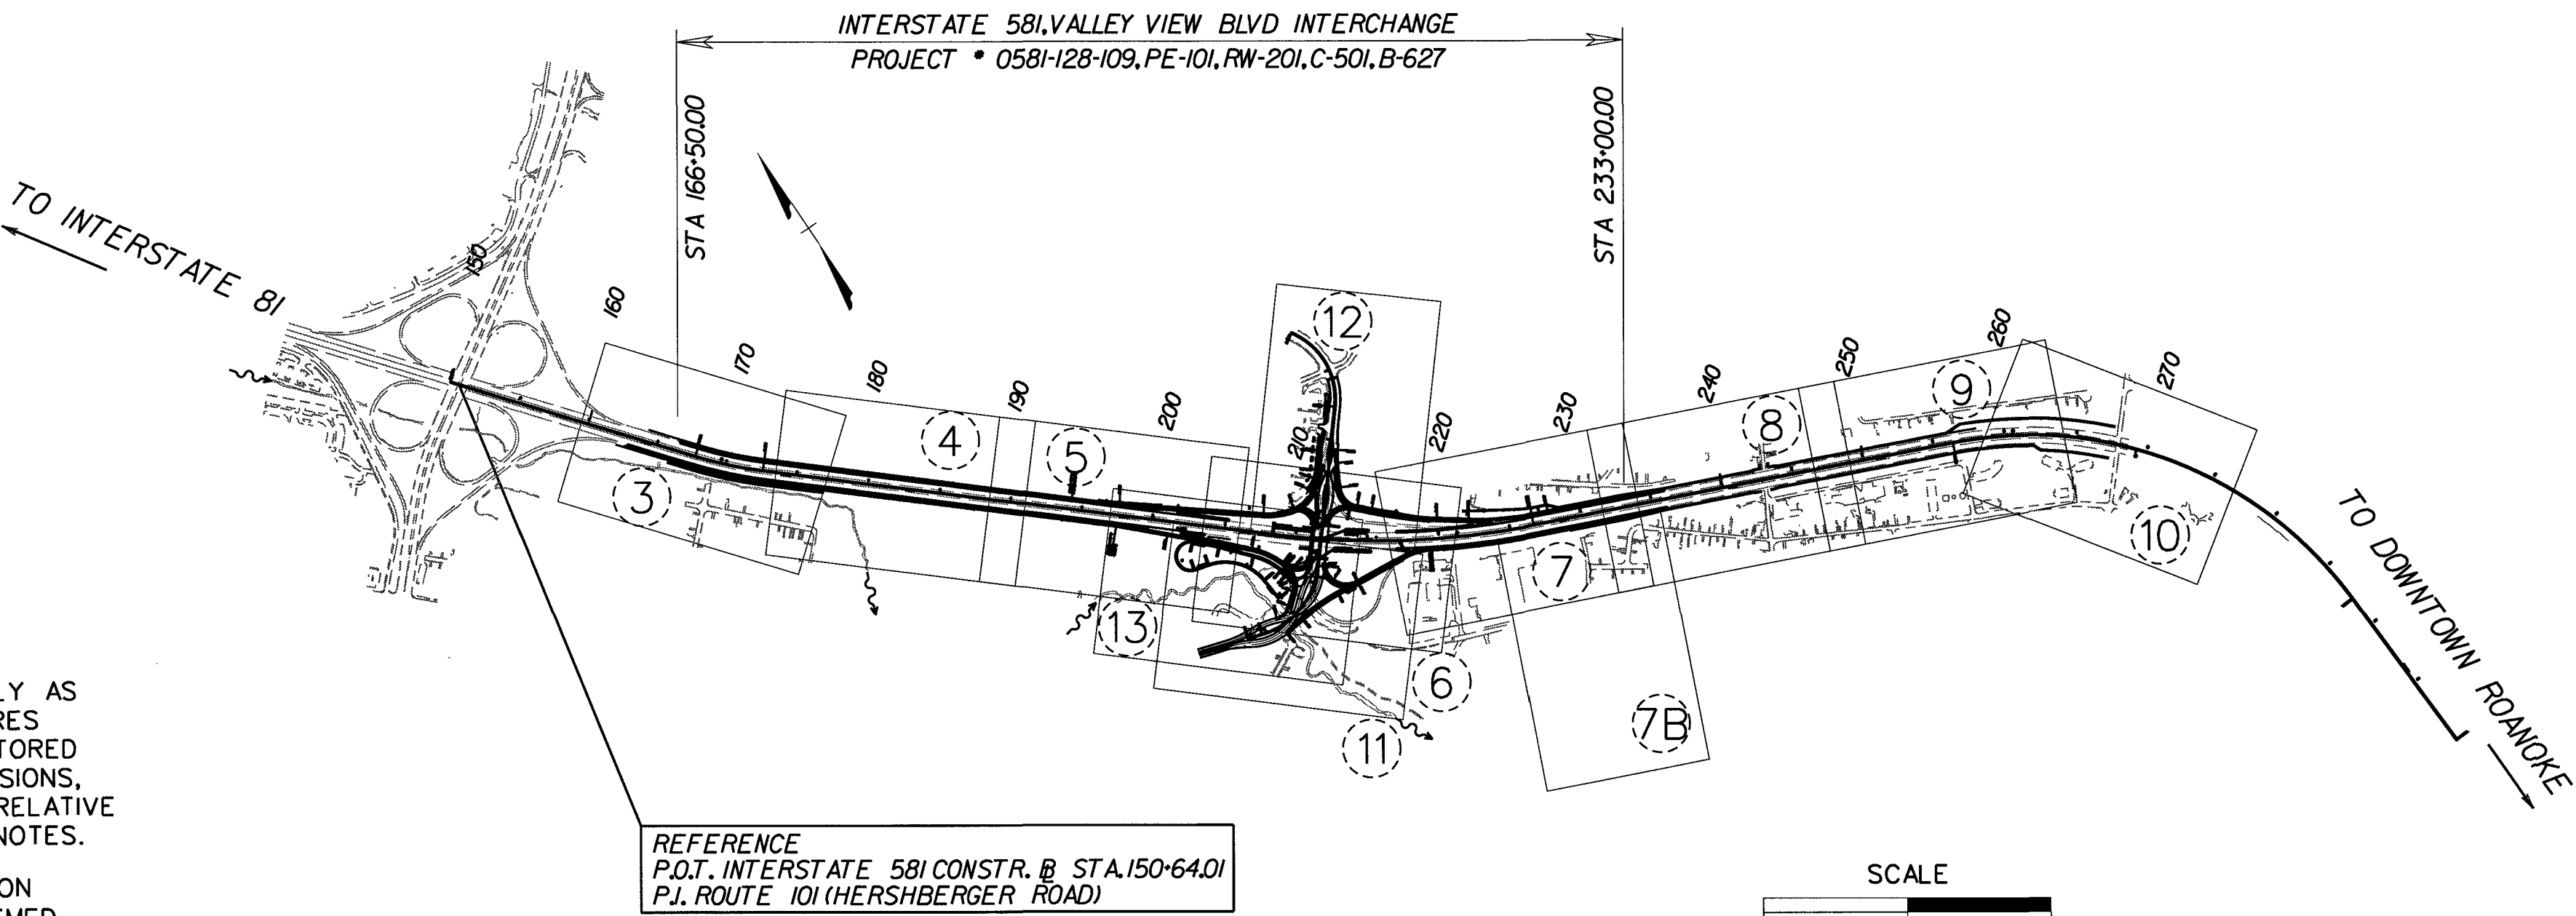 INTERSTATE 581, VALLEY VIEW BLVD INTERCHANGE
PROJECT # 0581-128-109, PE-101, RW-201, C-501, B-627
STA 166+50.00
STA 233+00.00
TO INTERSTATE 81
150
160
170
180
190
200
210
220
230
240
250
260
270
12
9
8
4
5
3
7
10
13
6
7B
11
TO DOWNTOWN ROANOKE
LY AS
RES
TORED
SIONS,
RELATIVE
NOTES.
ON
EMED
REFERENCE
P.O.T. INTERSTATE 581 CONSTR. BL STA. 150+64.01
P.I. ROUTE 101 (HERSHBERGER ROAD)
SCALE